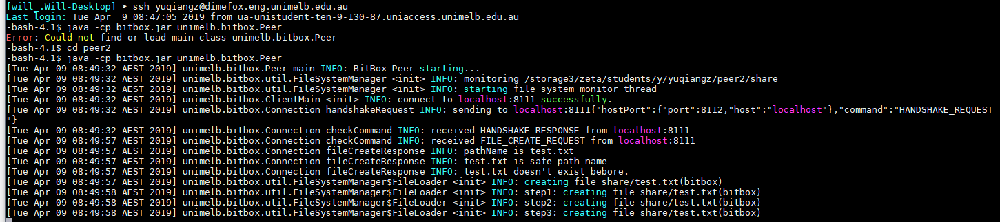 [will_.Will-Desktop] ➤ ssh yuqiangz@dimefox.eng.unimelb.edu.au
Last login: Tue Apr  9 08:47:05 2019 from ua-unistudent-ten-9-130-87.uniaccess.unimelb.edu.au
-bash-4.1$ java -cp bitbox.jar unimelb.bitbox.Peer
Error: Could not find or load main class unimelb.bitbox.Peer
-bash-4.1$ cd peer2
-bash-4.1$ java -cp bitbox.jar unimelb.bitbox.Peer
[Tue Apr 09 08:49:32 AEST 2019] unimelb.bitbox.Peer main INFO: BitBox Peer starting...
[Tue Apr 09 08:49:32 AEST 2019] unimelb.bitbox.util.FileSystemManager <init> INFO: monitoring /storage3/zeta/students/y/yuqiangz/peer2/share
[Tue Apr 09 08:49:32 AEST 2019] unimelb.bitbox.util.FileSystemManager <init> INFO: starting file system monitor thread
[Tue Apr 09 08:49:32 AEST 2019] unimelb.bitbox.ClientMain <init> INFO: connect to localhost:8111 successfully.
[Tue Apr 09 08:49:32 AEST 2019] unimelb.bitbox.Connection handshakeRequest INFO: sending to localhost:8111{"hostPort":{"port":8112,"host":"localhost"},"command":"HANDSHAKE_REQUEST
"}
[Tue Apr 09 08:49:32 AEST 2019] unimelb.bitbox.Connection checkCommand INFO: received HANDSHAKE_RESPONSE from localhost:8111
[Tue Apr 09 08:49:57 AEST 2019] unimelb.bitbox.Connection checkCommand INFO: received FILE_CREATE_REQUEST from localhost:8111
[Tue Apr 09 08:49:57 AEST 2019] unimelb.bitbox.Connection fileCreateResponse INFO: pathName is test.txt
[Tue Apr 09 08:49:57 AEST 2019] unimelb.bitbox.Connection fileCreateResponse INFO: test.txt is safe path name
[Tue Apr 09 08:49:57 AEST 2019] unimelb.bitbox.Connection fileCreateResponse INFO: test.txt doesn't exist bebore.
[Tue Apr 09 08:49:57 AEST 2019] unimelb.bitbox.util.FileSystemManager$FileLoader <init> INFO: creating file share/test.txt(bitbox)
[Tue Apr 09 08:49:58 AEST 2019] unimelb.bitbox.util.FileSystemManager$FileLoader <init> INFO: step1: creating file share/test.txt(bitbox)
[Tue Apr 09 08:49:58 AEST 2019] unimelb.bitbox.util.FileSystemManager$FileLoader <init> INFO: step2: creating file share/test.txt(bitbox)
[Tue Apr 09 08:49:58 AEST 2019] unimelb.bitbox.util.FileSystemManager$FileLoader <init> INFO: step3: creating file share/test.txt(bitbox)